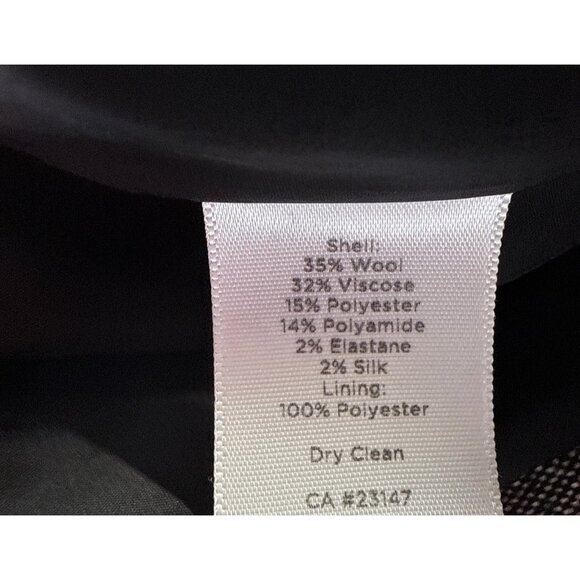 Shell:
35% Wool
32% Viscose
15% Polyester
14% Polyamide
2% Elastane
2% Silk
Lining:
100% Polyester
Dry Clean
CA #23147